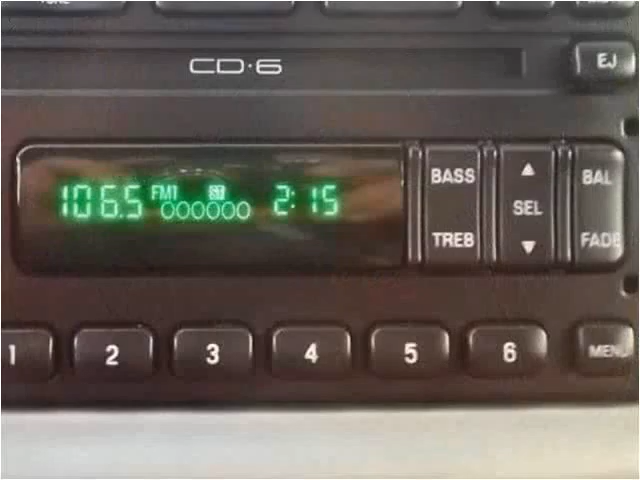 CD·6
EJ
106.5 FM1 ST 2:15
OOOOOO
BASS SEL BAL
TREB FADE
1 2 3 4 5 6 MENU